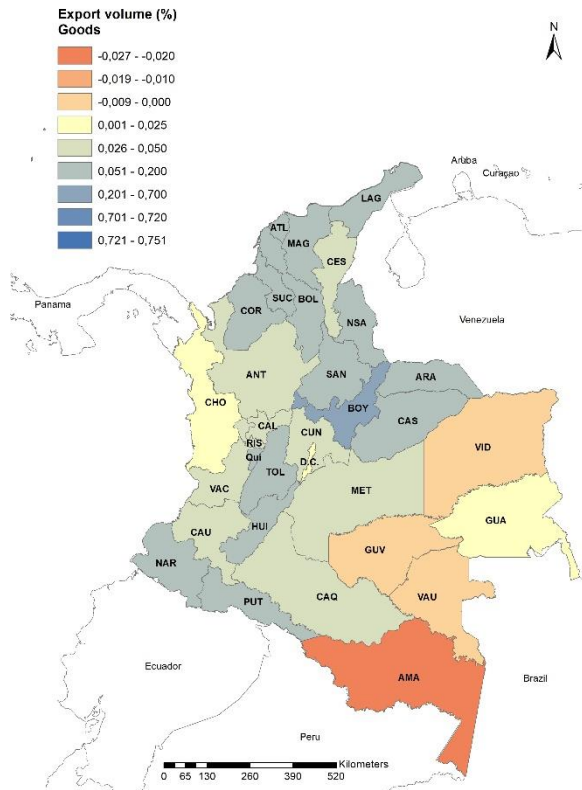 Export volume (%)
Goods
-0,027 - -0,020
-0,019 - -0,010
-0,009 - 0,000
0,001 - 0,025
0,026 - 0,050
0,051 - 0,200
0,201 - 0,700
0,701 - 0,720
0,721 - 0,751
N
Aruba
Curaçao
LAG
ATL
MAG
CES
Panama
COR
SUC
BOL
NSA
Venezuela
ANT
SAN
ARA
CHO
BOY
CAS
CAL
CUN
RIS
Qui
D.C.
VID
TOL
VAC
MET
GUA
CAU
HUI
GUV
NAR
VAU
PUT
CAQ
Ecuador
AMA
Brazil
Peru
Kilometers
0 65 130 260 390 520